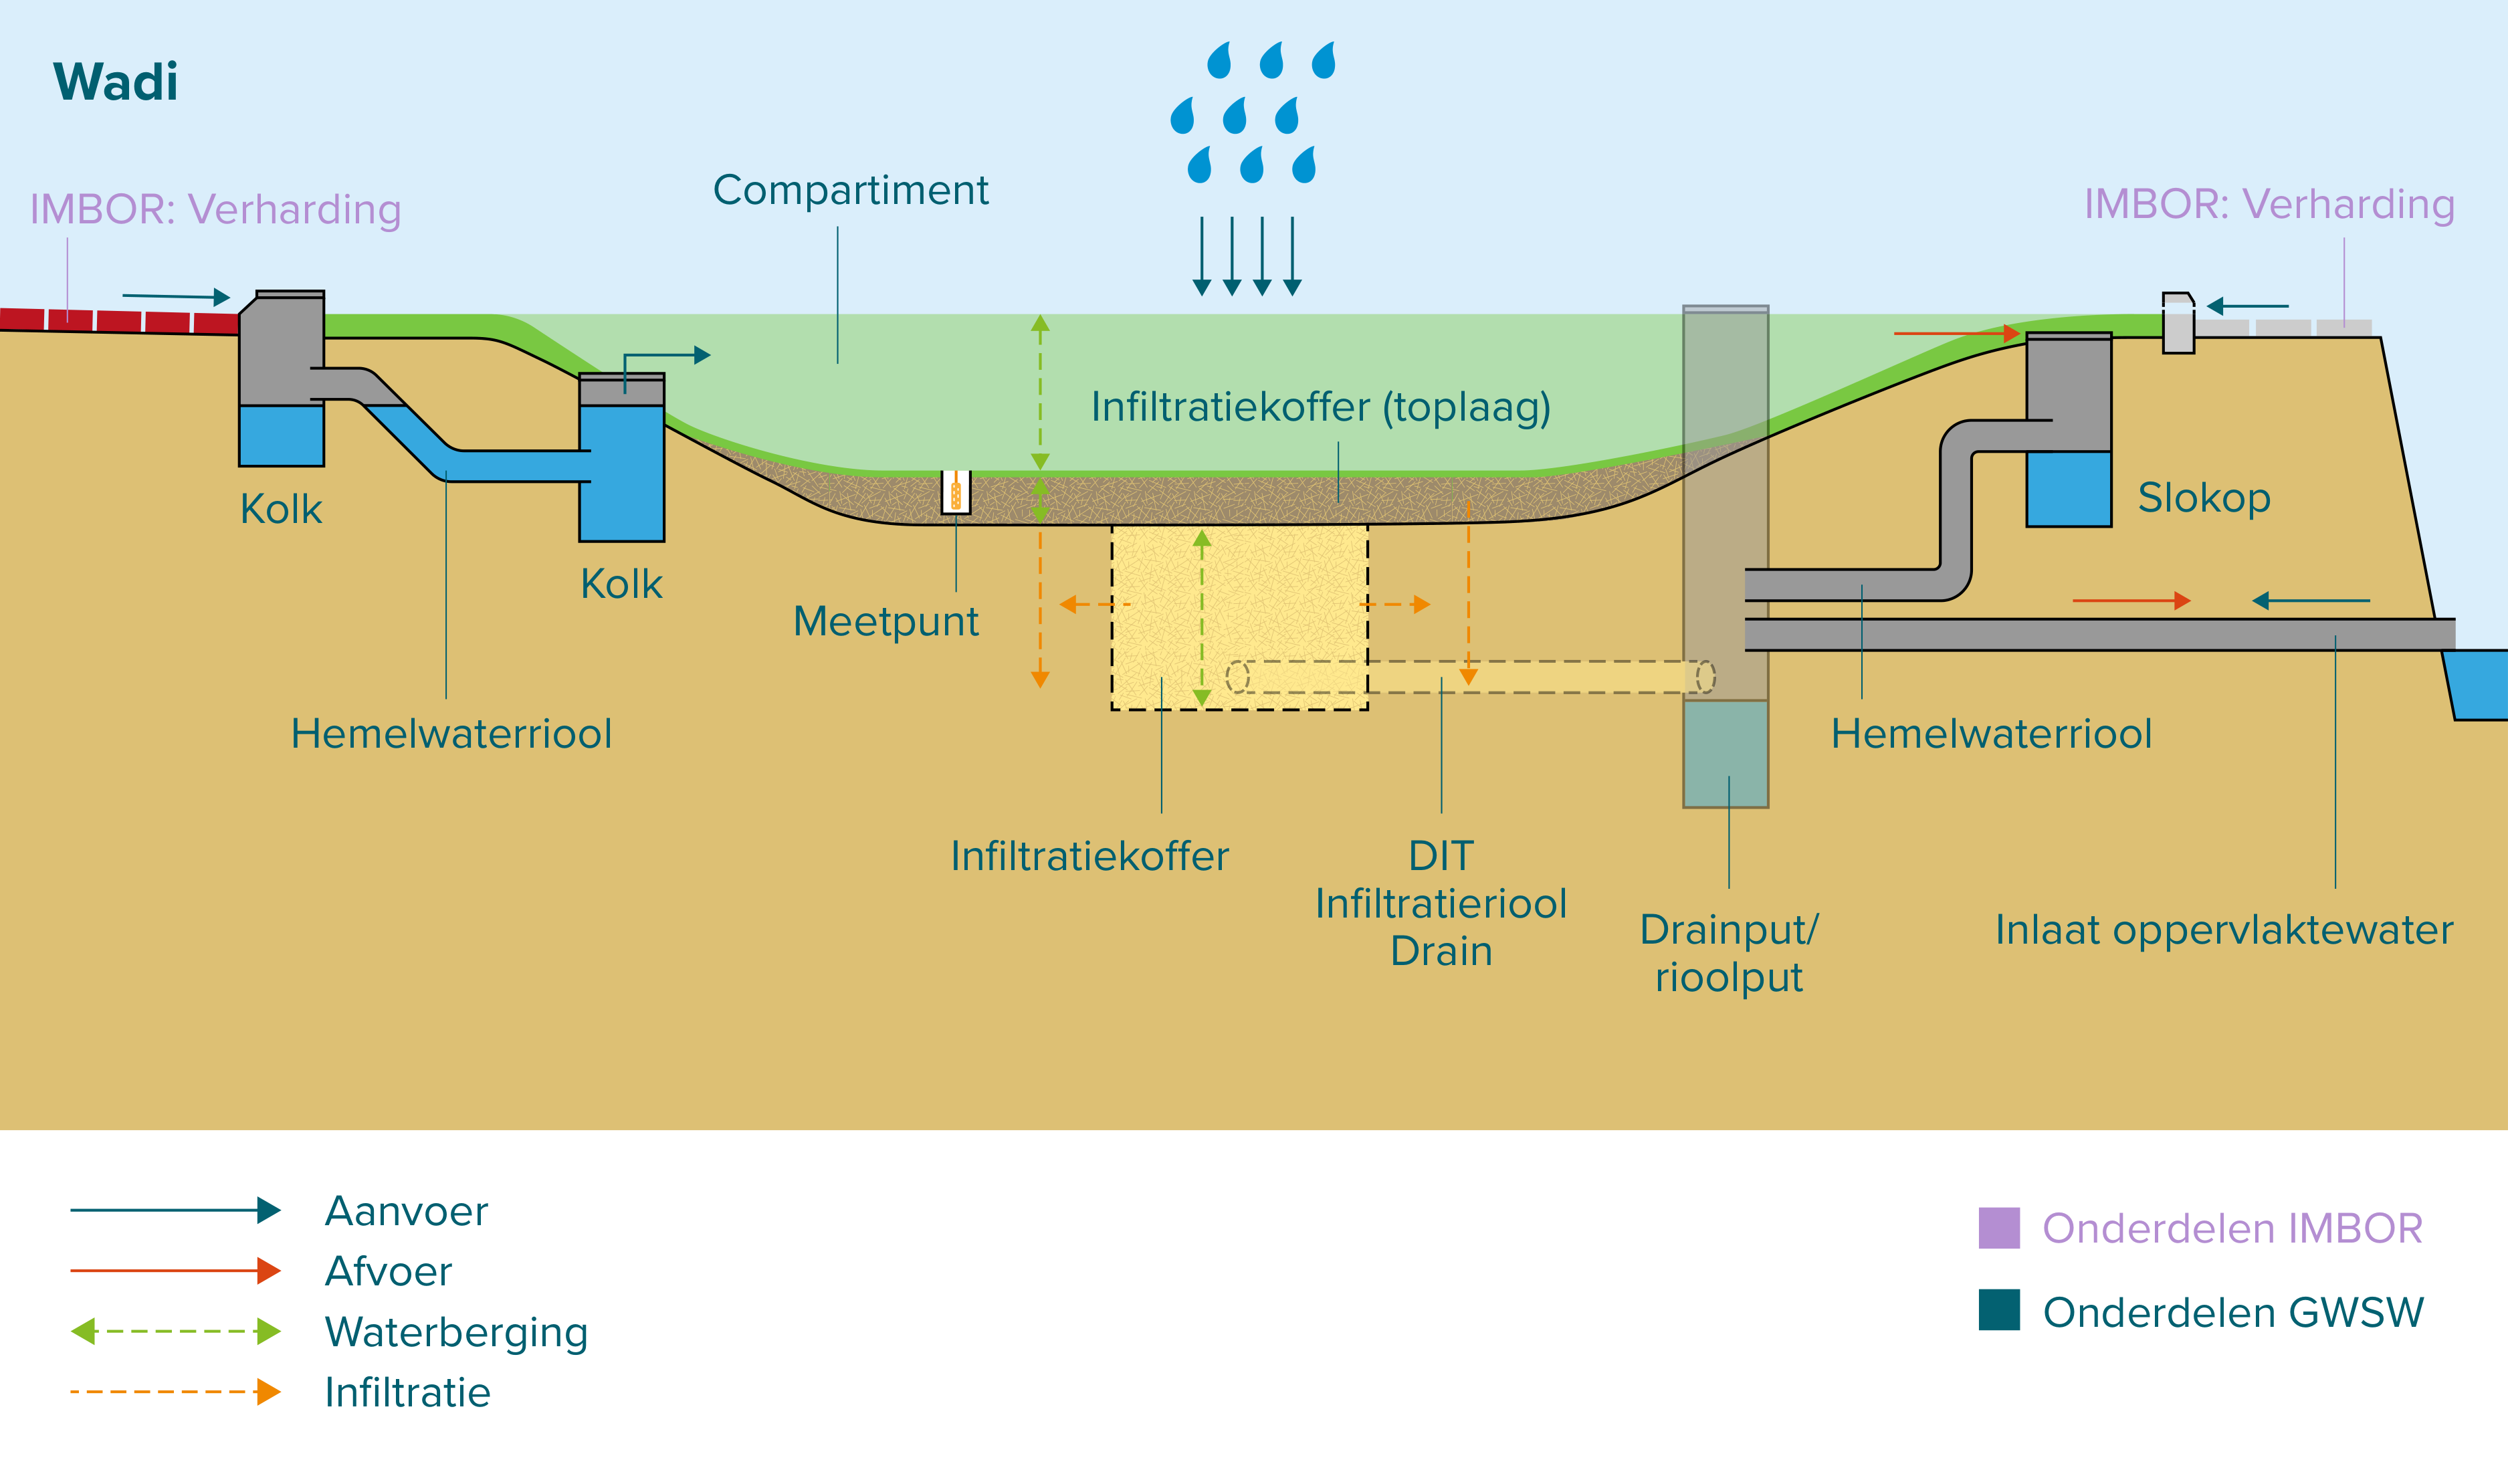 Wadi
IMBOR: Verharding
Compartiment
IMBOR: Verharding
Infiltratiekoffer (toplaag)
Kolk
Kolk
Meetpunt
Slokop
Hemelwaterriool
Hemelwaterriool
Infiltratiekoffer
DIT
Infiltratieriool
Drain
Drainput/
rioolput
Inlaat oppervlaktewater
Aanvoer
Afvoer
Waterberging
Infiltratie
Onderdelen IMBOR
Onderdelen GWSW